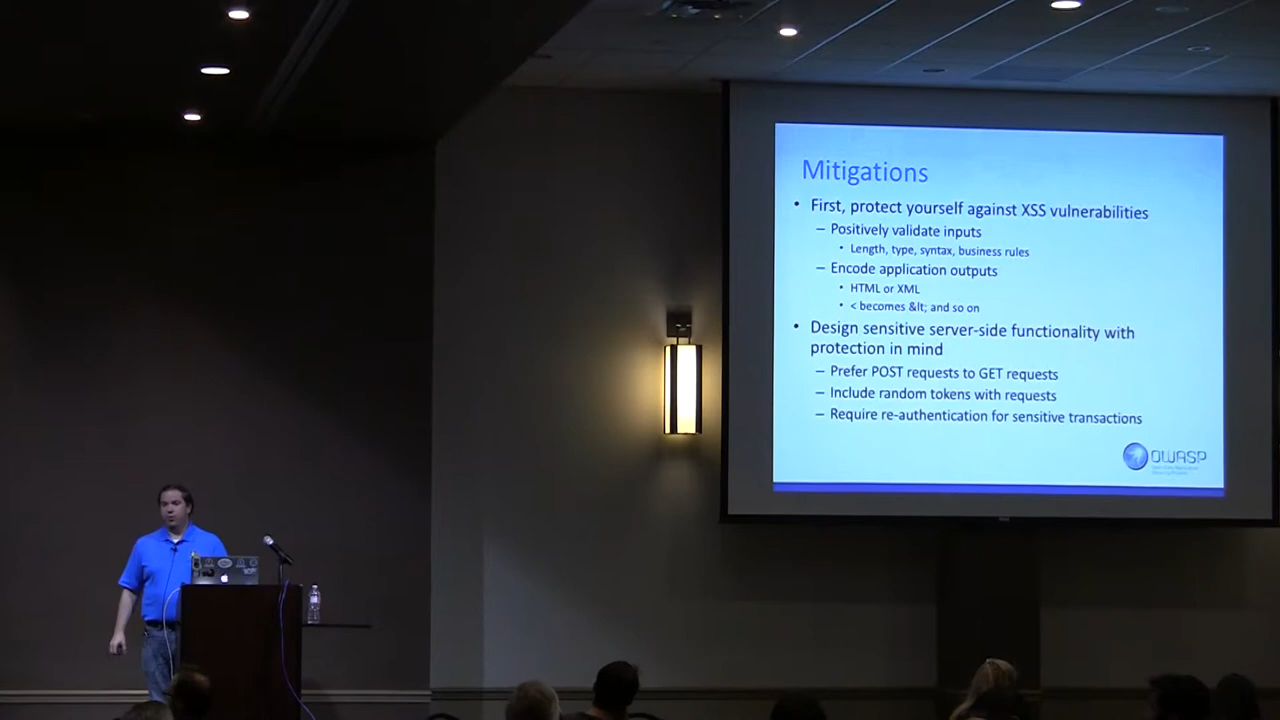 Mitigations
• First, protect yourself against XSS vulnerabilities
– Positively validate inputs
• Length, type, syntax, business rules
– Encode application outputs
• HTML or XML
• < becomes &lt; and so on
• Design sensitive server-side functionality with
protection in mind
– Prefer POST requests to GET requests
– Include random tokens with requests
– Require re-authentication for sensitive transactions
OWASP